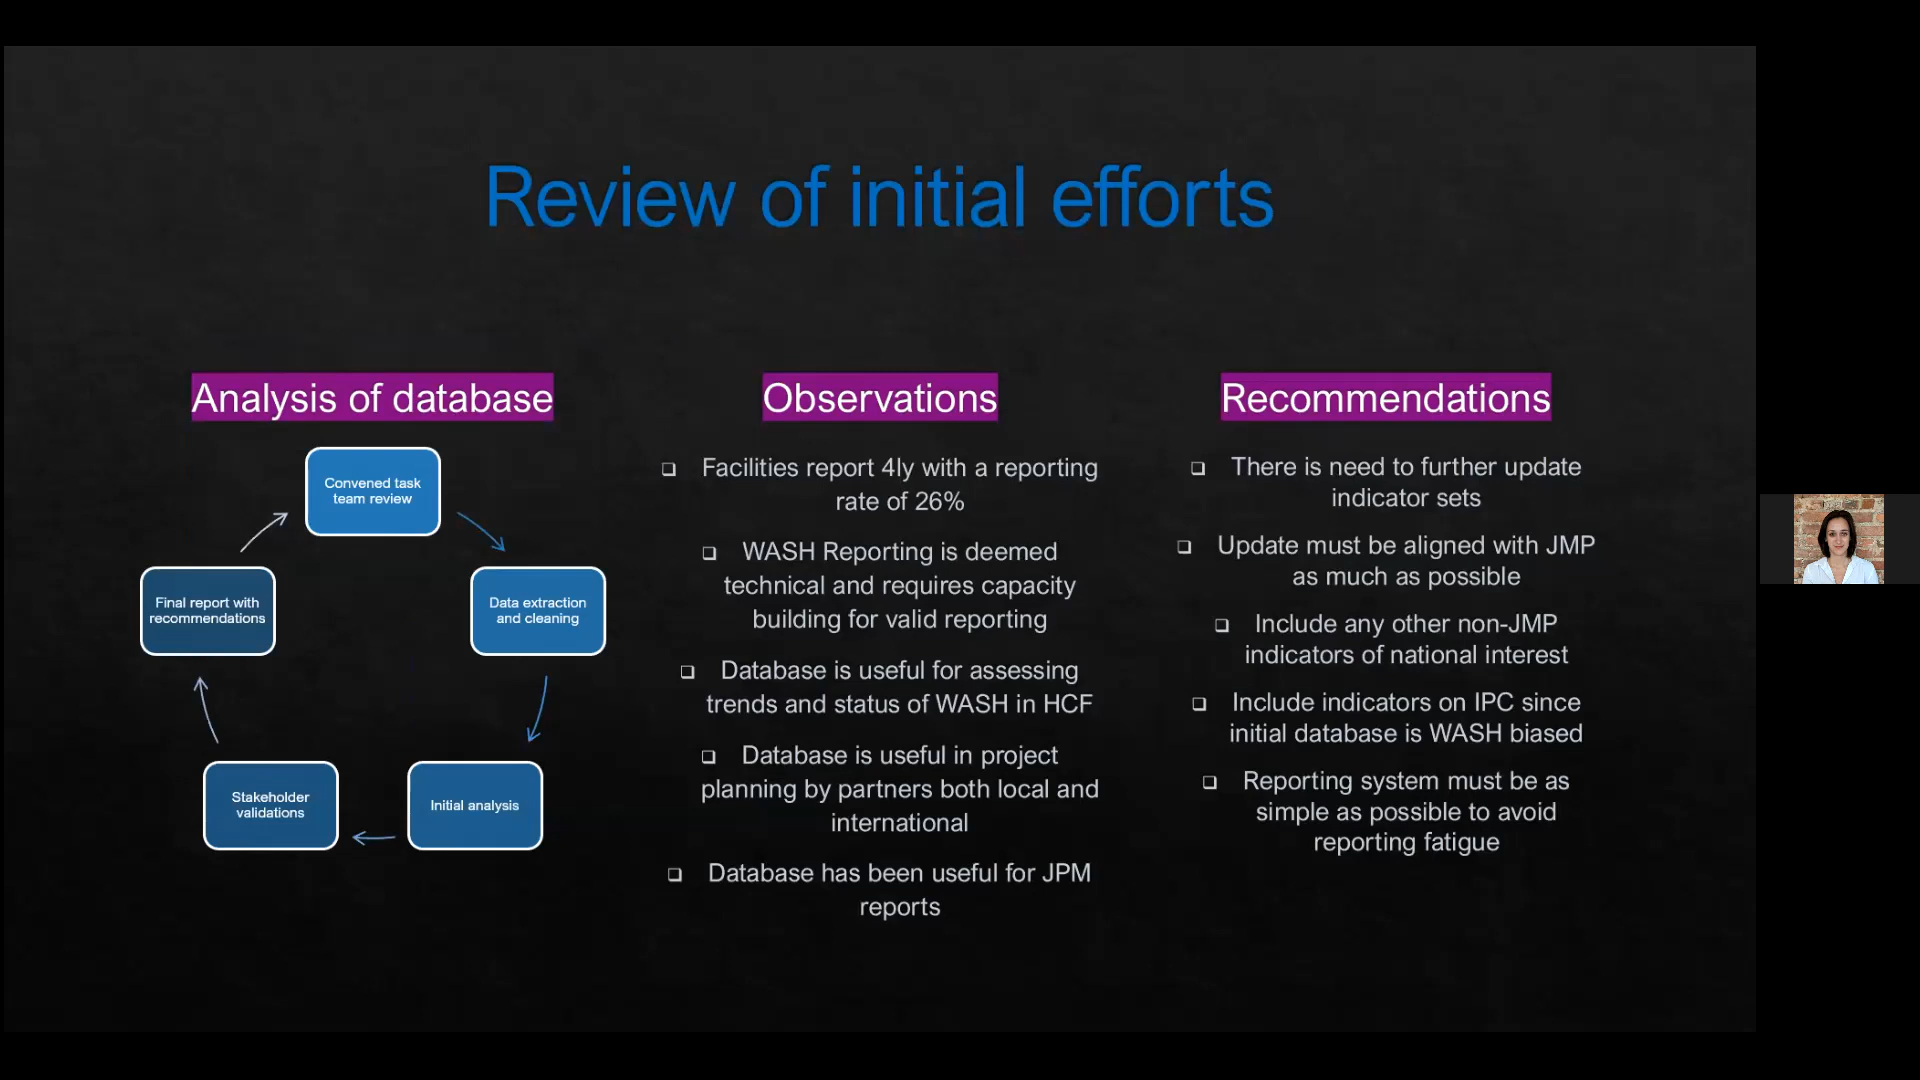 Review of initial efforts
Analysis of database
Convened task
team review
Data extraction
and cleaning
Initial analysis
Stakeholder
validations
Final report with
recommendations
Observations
❑ Facilities report 4ly with a reporting
rate of 26%
❑ WASH Reporting is deemed
technical and requires capacity
building for valid reporting
❑ Database is useful for assessing
trends and status of WASH in HCF
❑ Database is useful in project
planning by partners both local and
international
❑ Database has been useful for JPM
reports
Recommendations
❑ There is need to further update
indicator sets
❑ Update must be aligned with JMP
as much as possible
❑ Include any other non-JMP
indicators of national interest
❑ Include indicators on IPC since
initial database is WASH biased
❑ Reporting system must be as
simple as possible to avoid
reporting fatigue